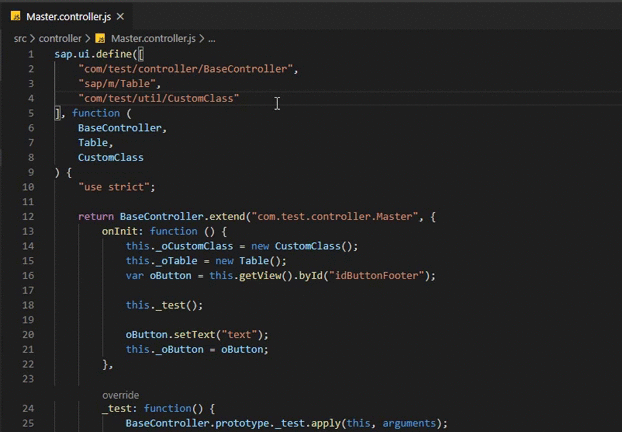 JS Master.controller.js ×
src > controller > JS Master.controller.js > ...
1 sap.ui.define([
2 "com/test/controller/BaseController",
3 "sap/m/Table",
4 "com/test/util/CustomClass"
5 ], function (
6 BaseController,
7 Table,
8 CustomClass
9 ) {
10 "use strict";
11
12 return BaseController.extend("com.test.controller.Master", {
13 onInit: function () {
14 this._oCustomClass = new CustomClass();
15 this._oTable = new Table();
16 var oButton = this.getView().byId("idButtonFooter");
17
18 this._test();
19
20 oButton.setText("text");
21 this._oButton = oButton;
22 },
23
override
24 _test: function() {
25 BaseController.prototype._test.apply(this, arguments);